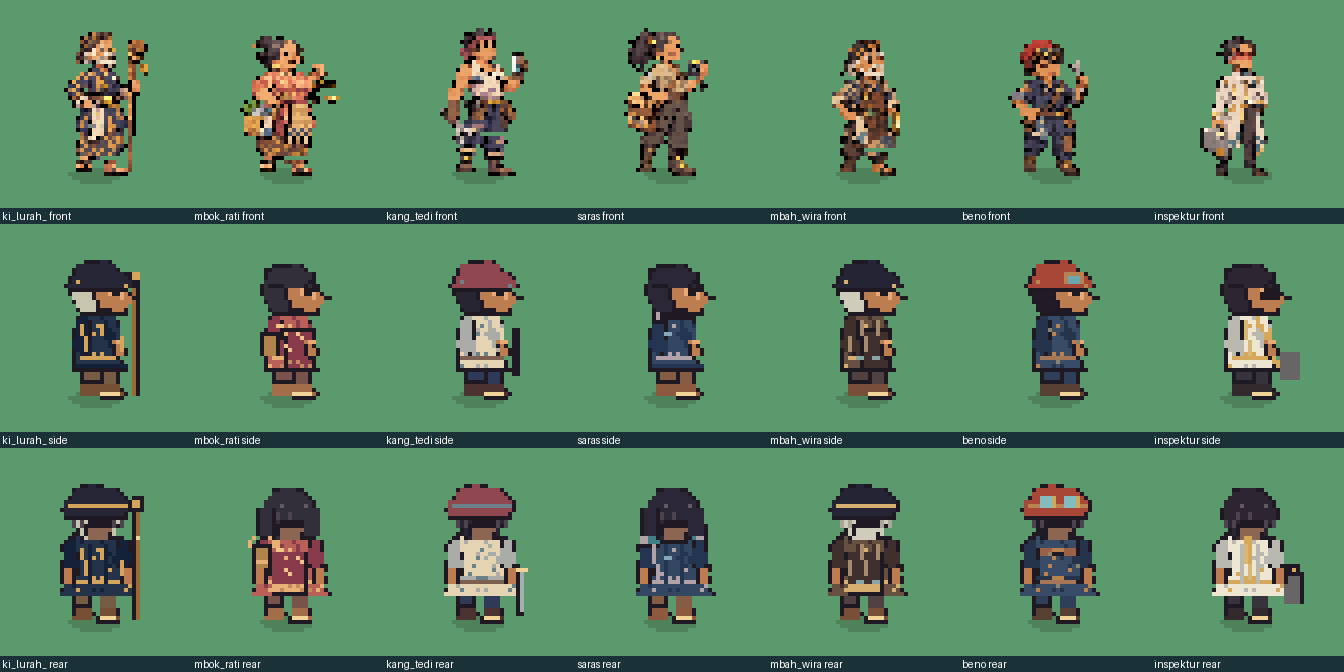 ki_lurah_ front
mbok_rati front
kang_tedi front
saras front
mbah_wira front
beno front
inspektur front
ki_lurah_ side
mbok_rati side
kang_tedi side
saras side
mbah_wira side
beno side
inspektur side
ki_lurah_ rear
mbok_rati rear
kang_tedi rear
saras rear
mbah_wira rear
beno rear
inspektur rear